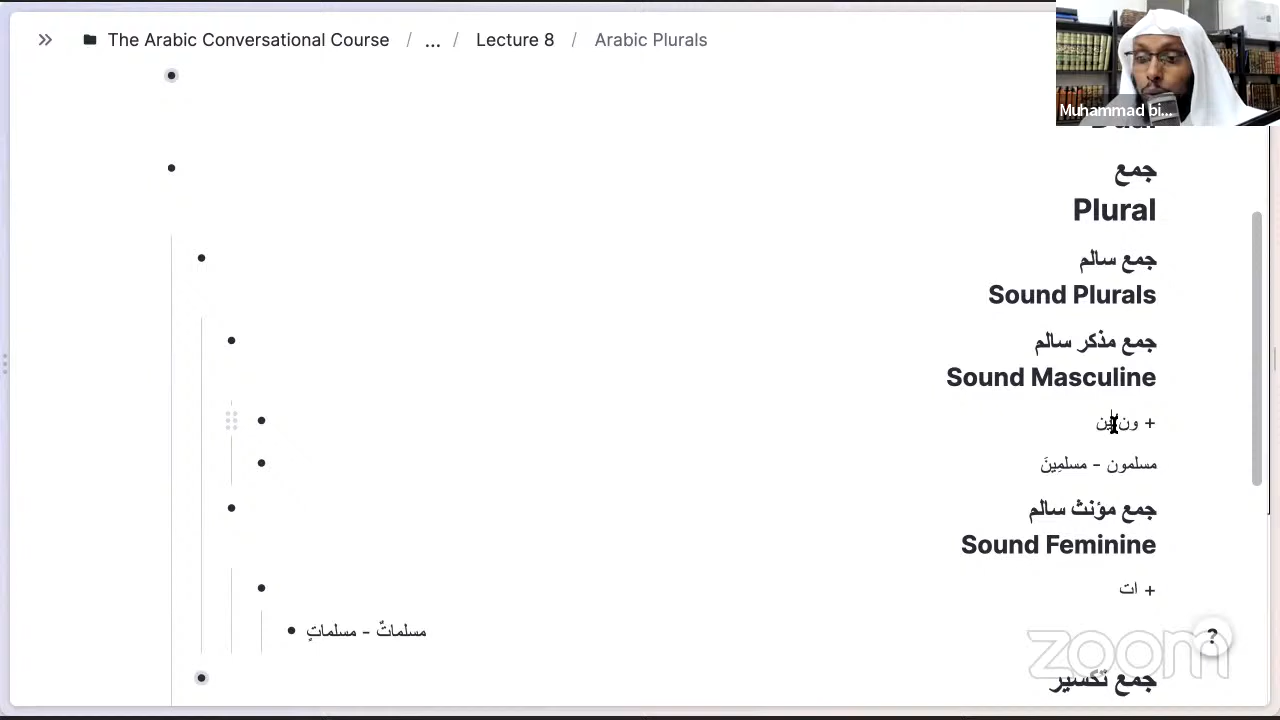 The Arabic Conversational Course / ... / Lecture 8 / Arabic Plurals
Muhammad bi...
Dual
جمع
Plural
جمع سالم
Sound Plurals
جمع مذكر سالم
Sound Masculine
+ ون ين
مسلمون - مسلمِينَ
جمع مؤنث سالم
Sound Feminine
+ ات
مسلماتٌ - مسلماتٍ
?
zoom
جمع تكسير